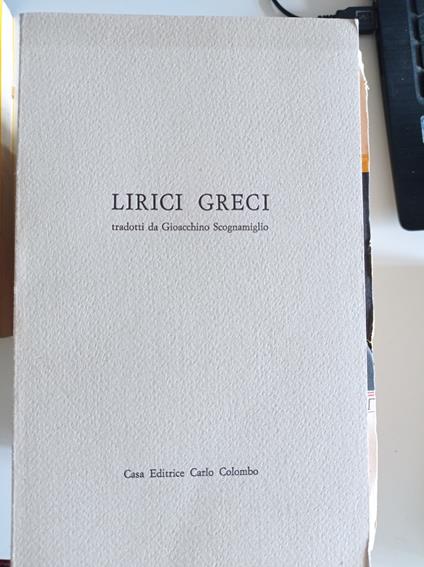 LIRICI GRECI
tradotti da Gioacchino Scognamiglio
Casa Editrice Carlo Colombo